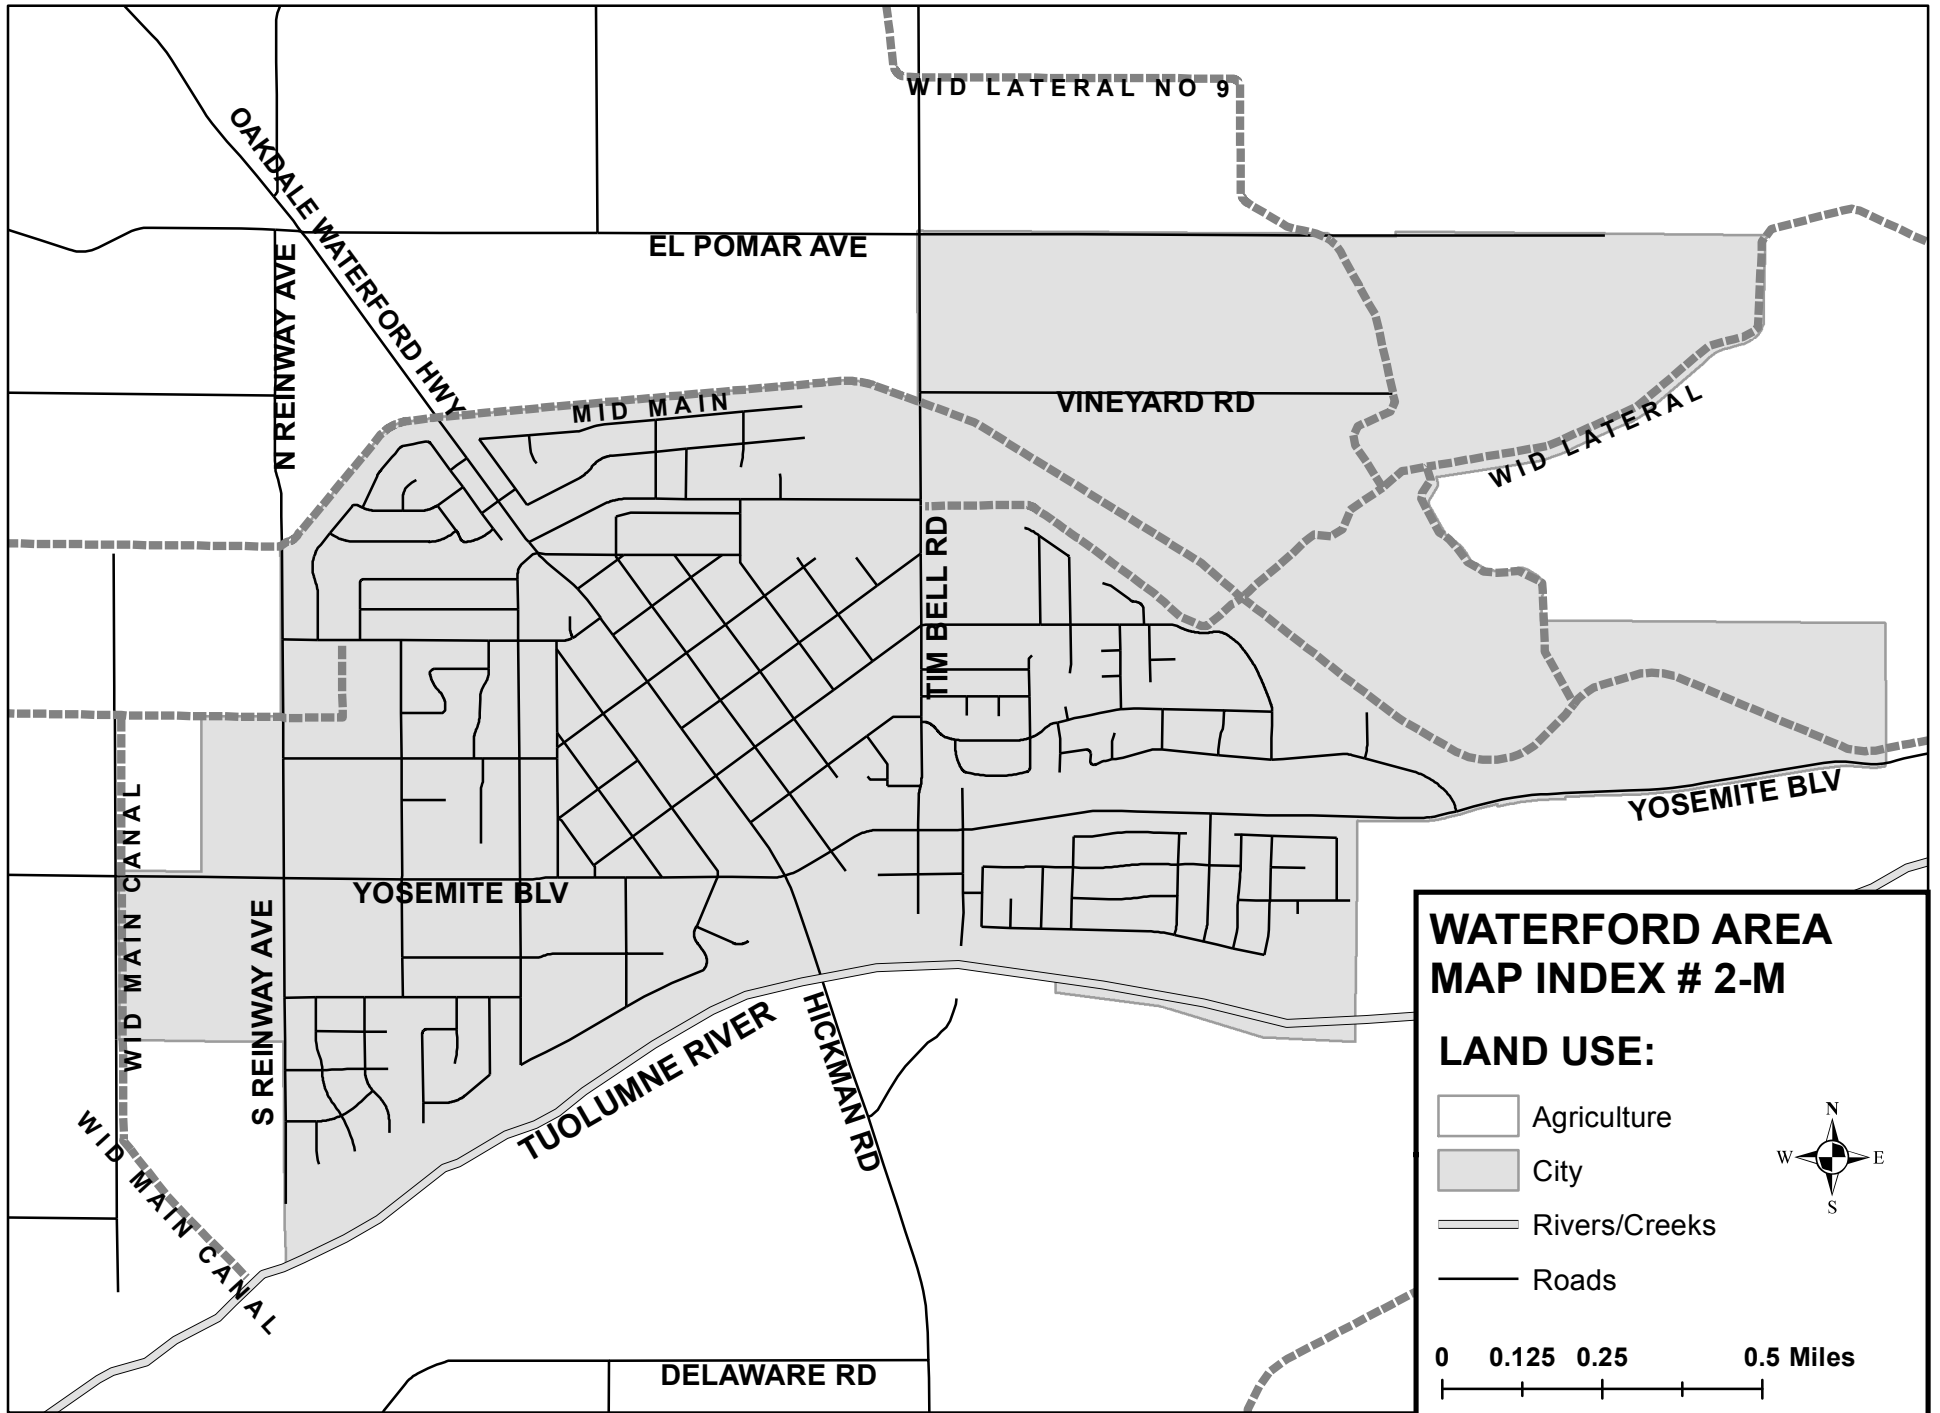 WID LATERAL NO 9
OAKDALE WATERFORD HWY
EL POMAR AVE
N REINWAY AVE
MID MAIN
VINEYARD RD
WID LATERAL
TIM BELL RD
YOSEMITE BLV
WID MAIN CANAL
YOSEMITE BLV
S REINWAY AVE
TUOLUMNE RIVER
HICKMAN RD
WID MAIN CANAL
DELAWARE RD
WATERFORD AREA
MAP INDEX # 2-M
LAND USE:
Agriculture
City
Rivers/Creeks
Roads
N
W E
S
0 0.125 0.25 0.5 Miles